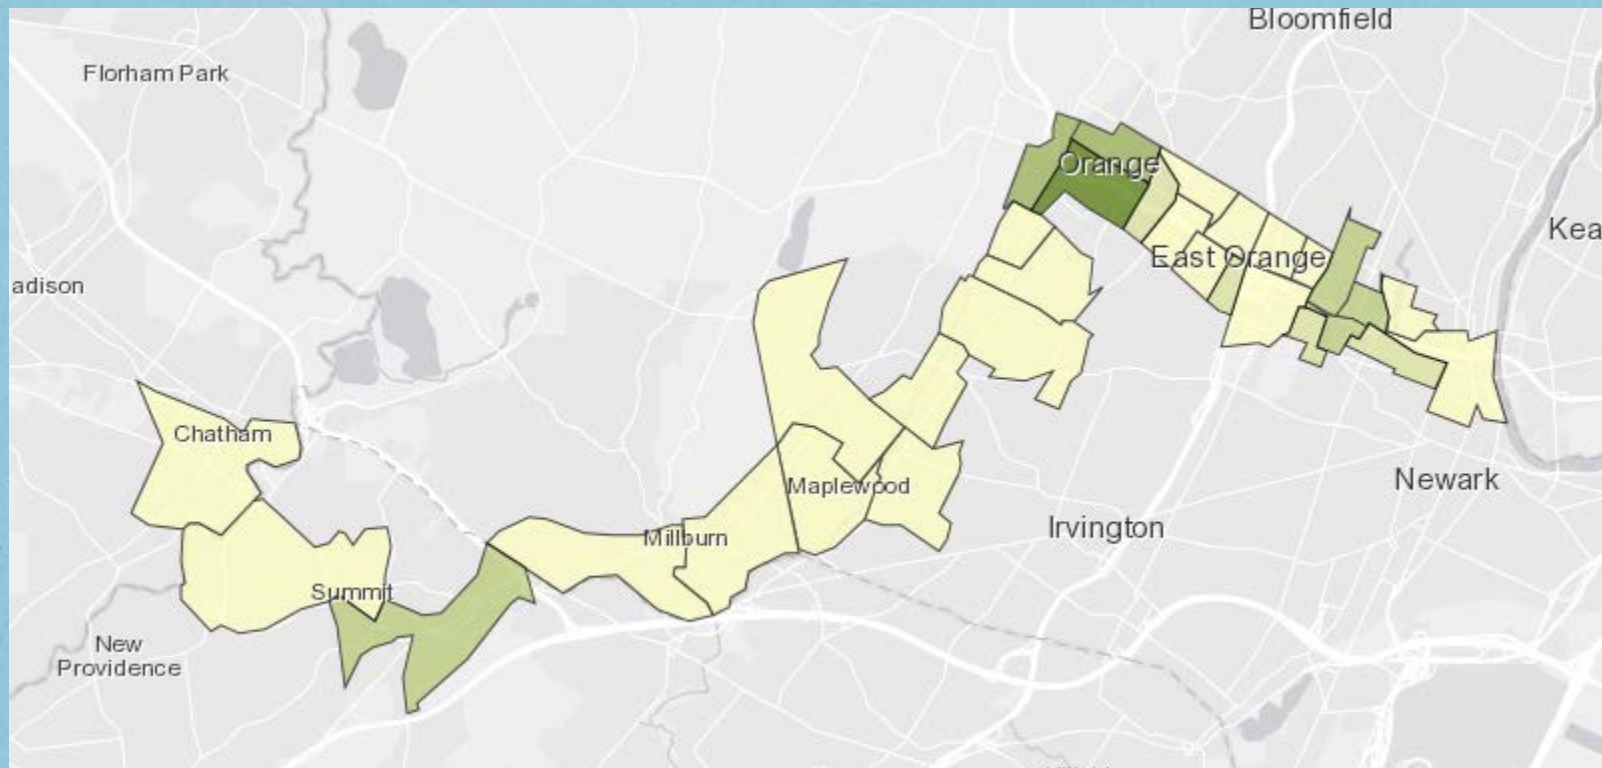 Bloomfield
Florham Park
Orange
Kea
East Orange
adison
Chatham
Newark
Maplewood
Irvington
Millburn
Summit
New
Providence